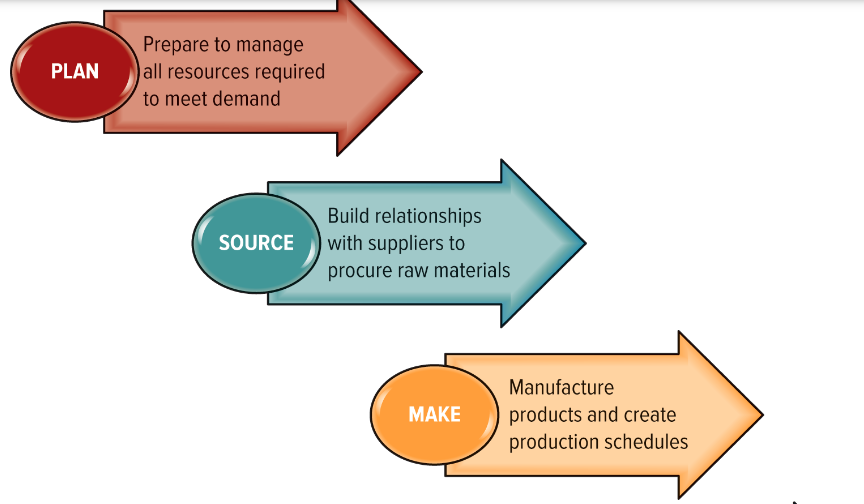 PLAN
Prepare to manage
all resources required
to meet demand
SOURCE
Build relationships
with suppliers to
procure raw materials
MAKE
Manufacture
products and create
production schedules